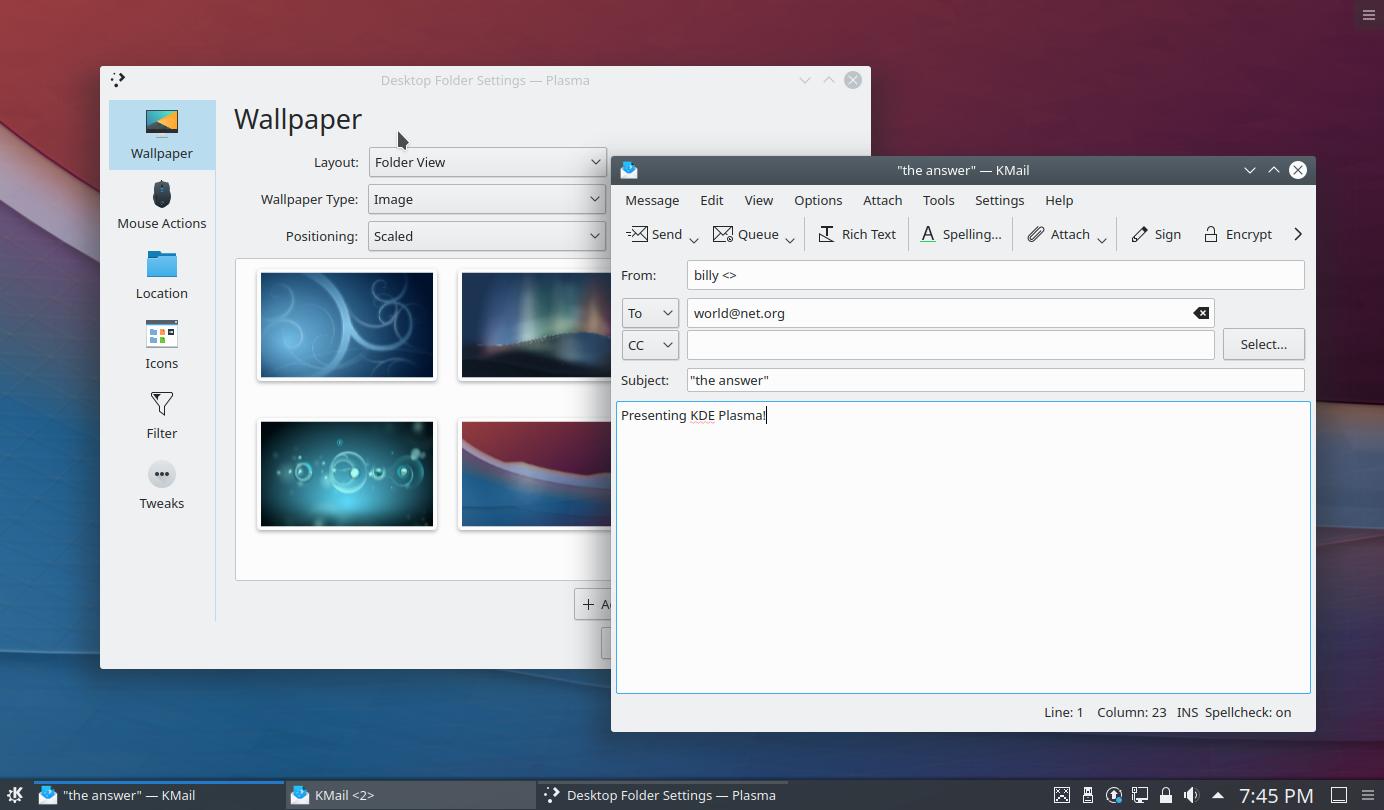 Desktop Folder Settings — Plasma
Wallpaper
Mouse Actions
Location
Icons
Filter
Tweaks
Wallpaper
Layout: Folder View
Wallpaper Type: Image
Positioning: Scaled
"the answer" — KMail
Message Edit View Options Attach Tools Settings Help
Send Queue Rich Text Spelling... Attach Sign Encrypt
From: billy <>
To world@net.org
CC Select...
Subject: "the answer"
Presenting KDE Plasma!
Line: 1 Column: 23 INS Spellcheck: on
"the answer" — KMail KMail <2> Desktop Folder Settings — Plasma 7:45 PM